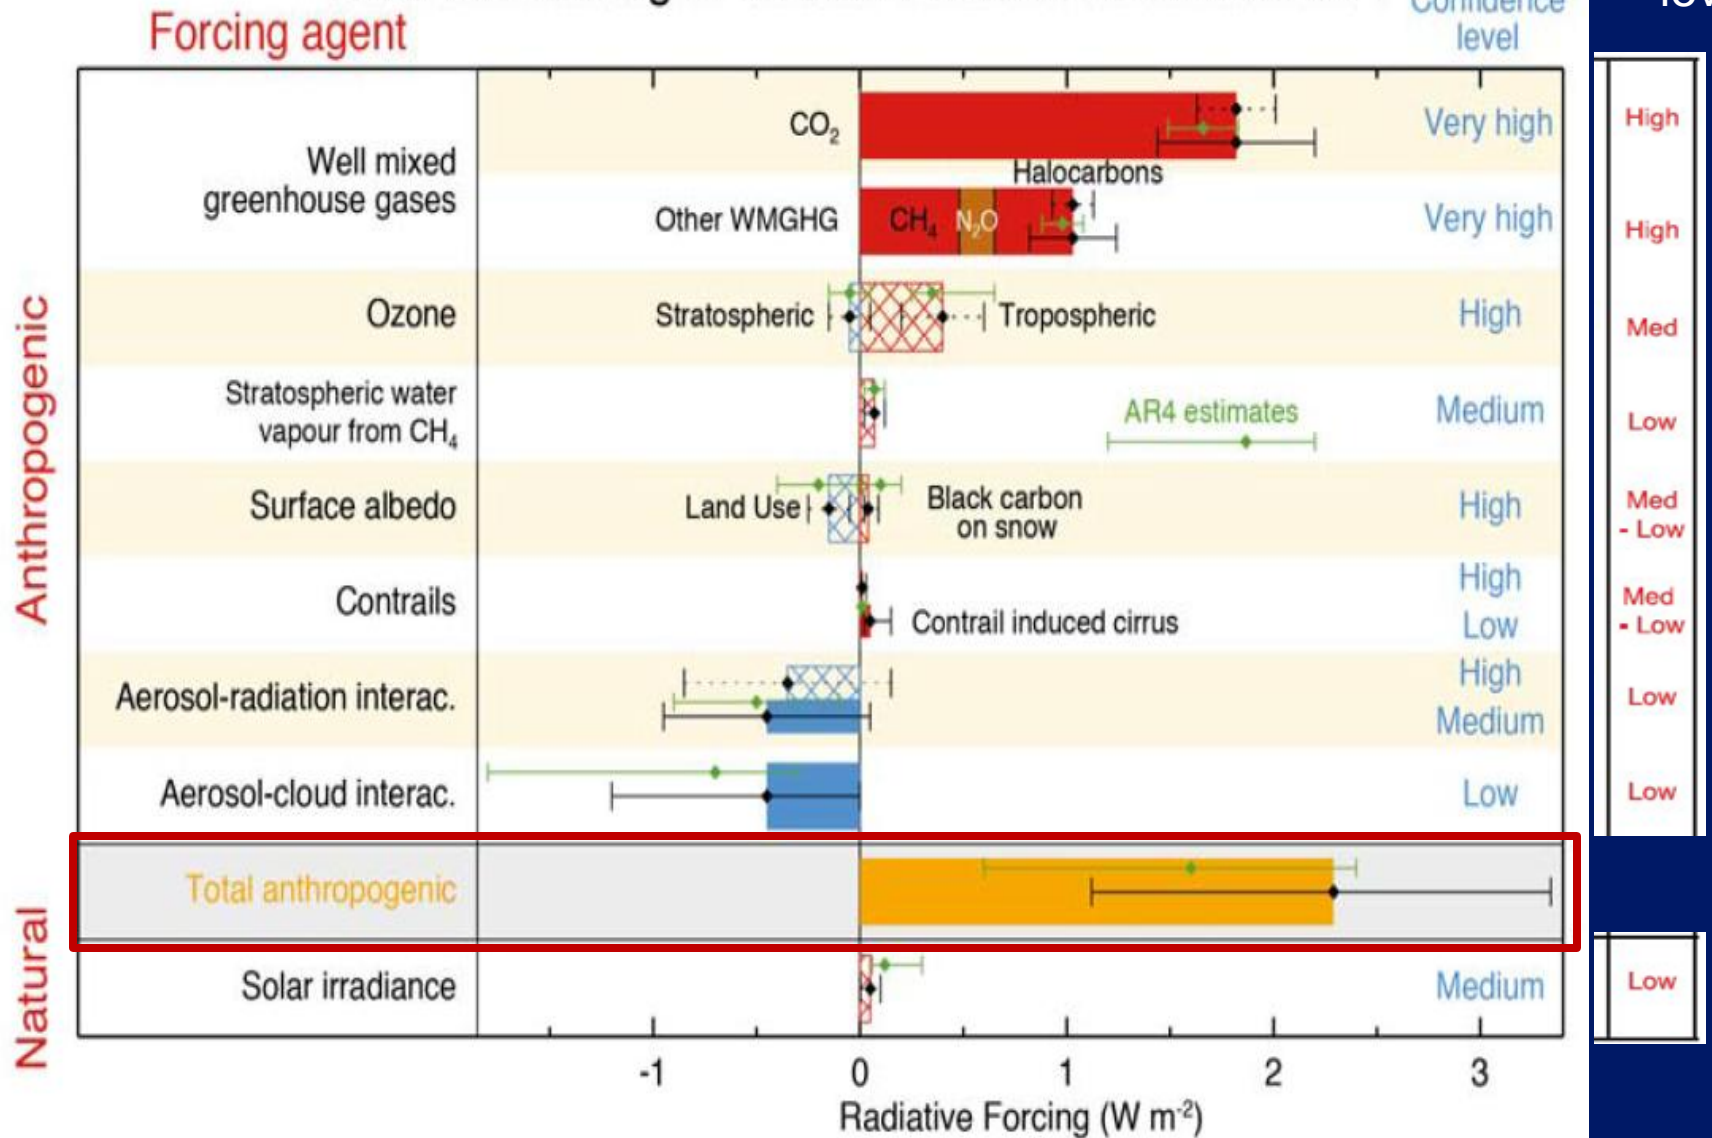 Confidence
level
Forcing agent
Anthropogenic
Natural
Well mixed
greenhouse gases
CO₂
Very high
High
Halocarbons
Other WMGHG
CH₄
N₂O
Very high
High
Ozone
Stratospheric
Tropospheric
High
Med
Stratospheric water
vapour from CH₄
AR4 estimates
Medium
Low
Surface albedo
Land Use
Black carbon
on snow
High
Med
- Low
Contrails
Contrail induced cirrus
High
Low
Med
- Low
Aerosol-radiation interac.
High
Medium
Low
Aerosol-cloud interac.
Low
Low
Total anthropogenic
Solar irradiance
Medium
Low
-1 0 1 2 3
Radiative Forcing (W m⁻²)